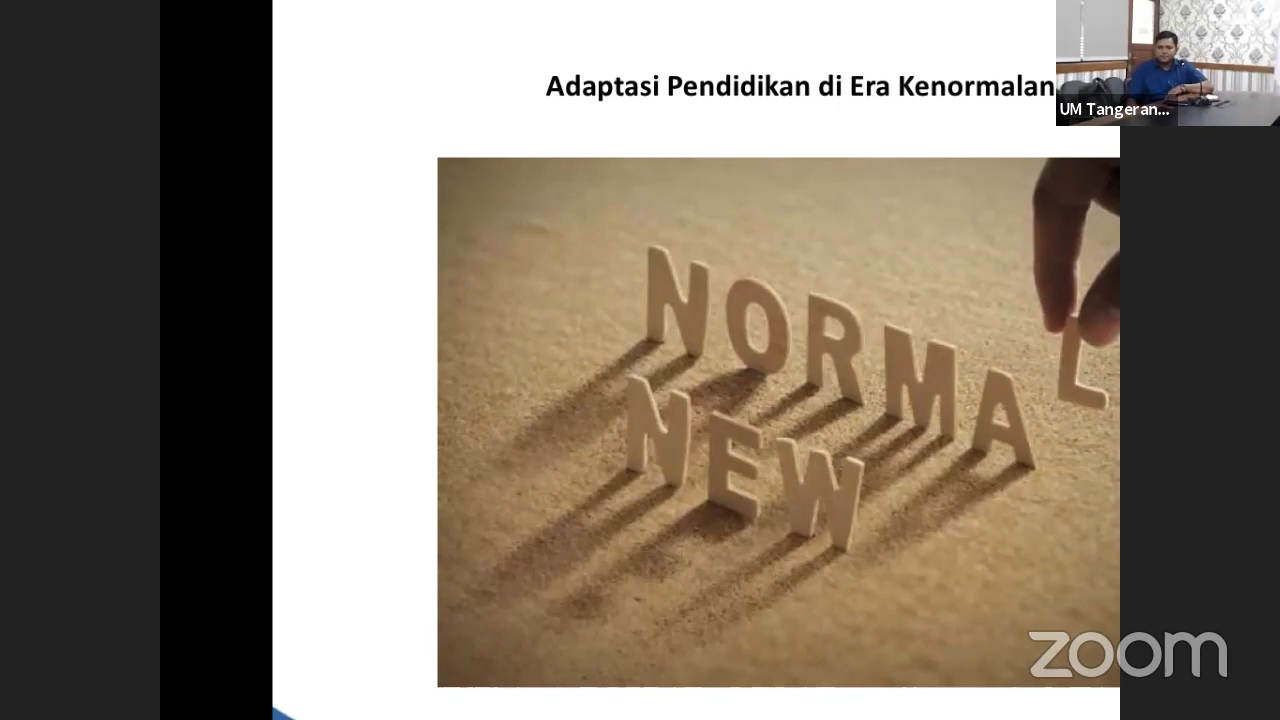 Adaptasi Pendidikan di Era Kenormalan
UM Tangeran...
NORMAL
NEW
zoom